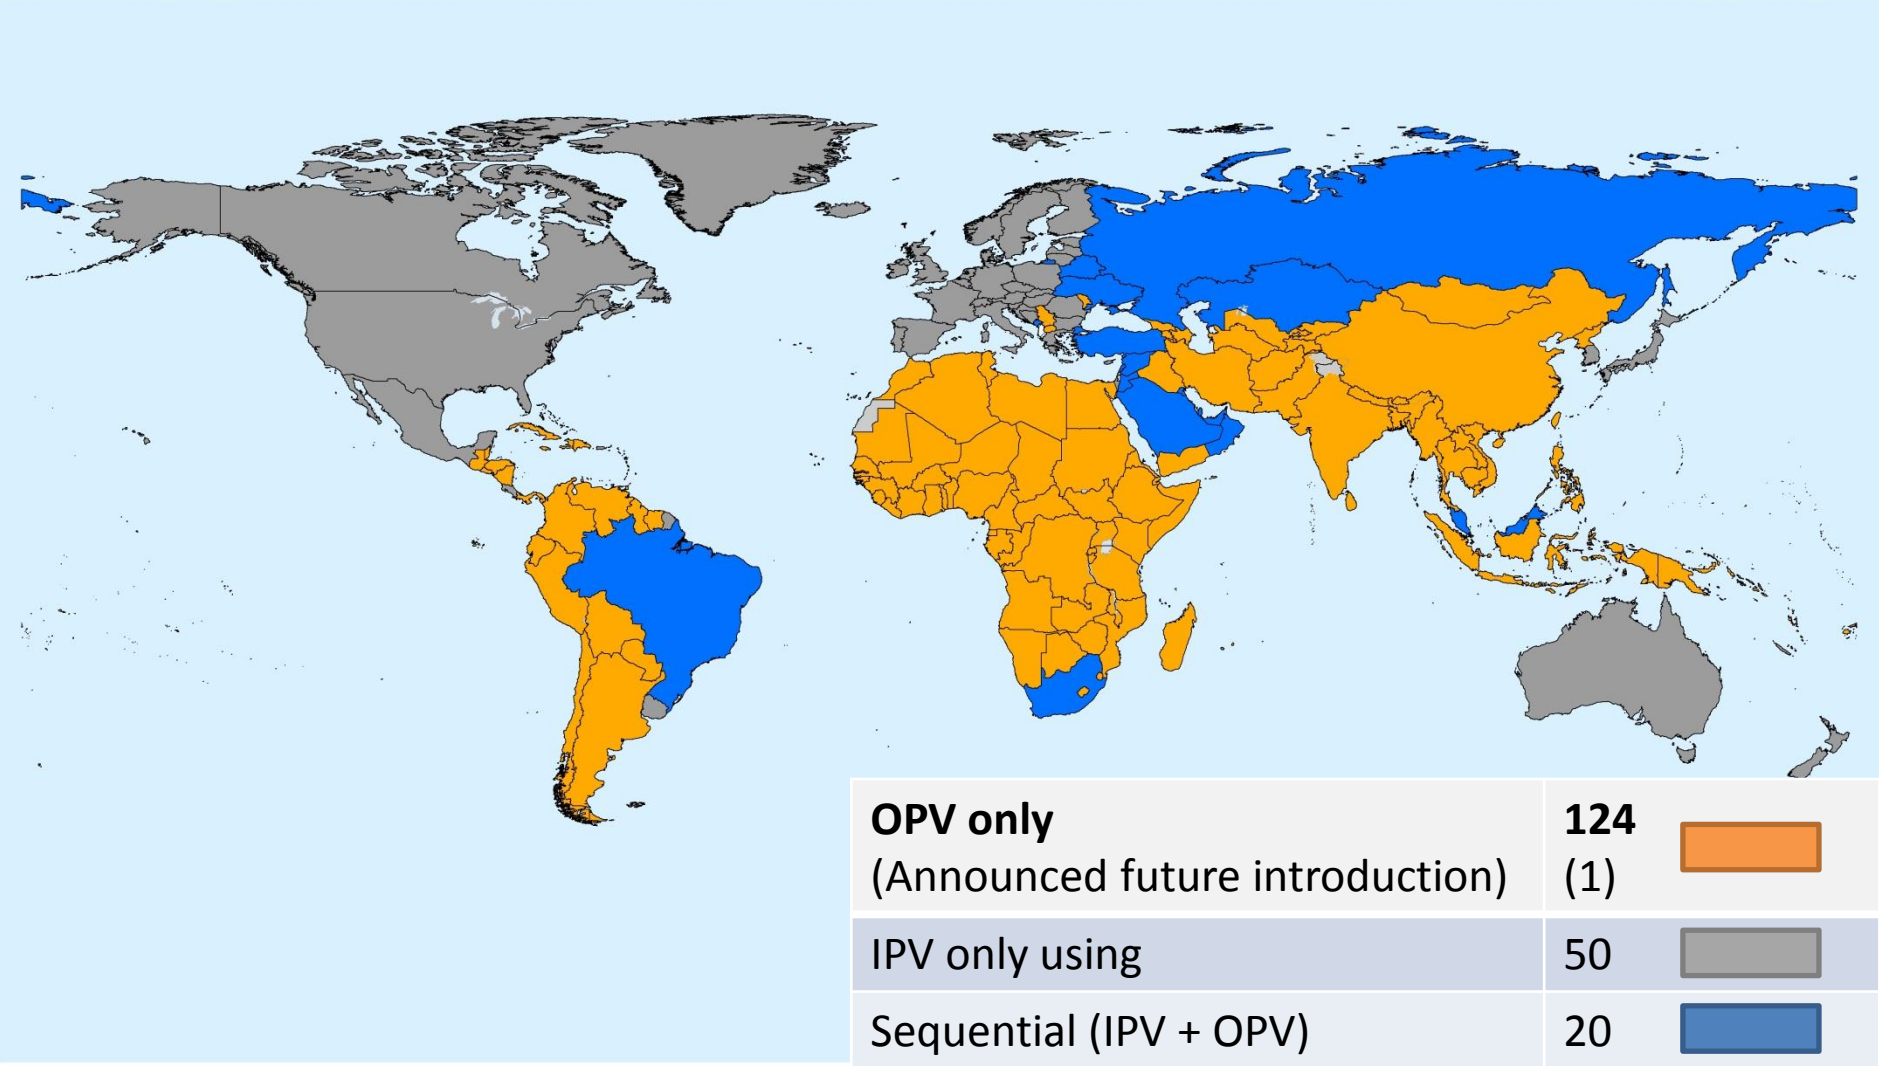 OPV only 124
(Announced future introduction) (1)
IPV only using 50
Sequential (IPV + OPV) 20